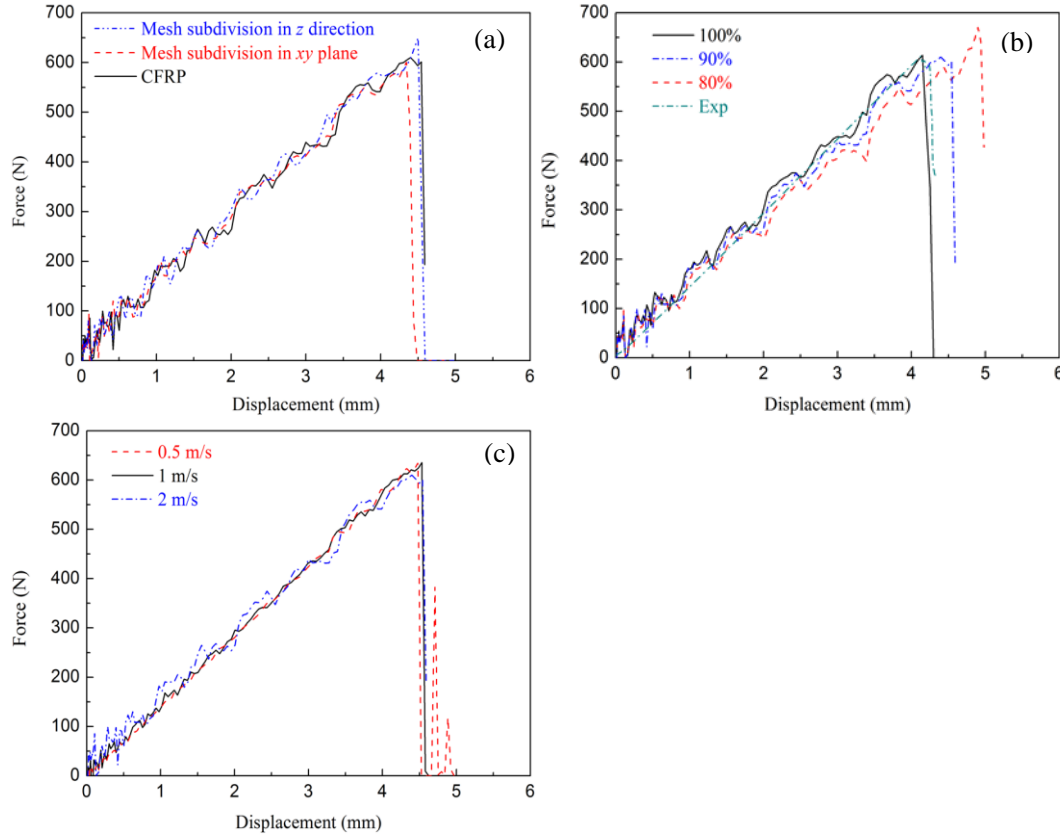 (a)
Mesh subdivision in z direction
Mesh subdivision in xy plane
CFRP
700
600
500
400
300
200
100
0
0 1 2 3 4 5 6
Force (N)
Displacement (mm)
(b)
100%
90%
80%
Exp
700
600
500
400
300
200
100
0
0 1 2 3 4 5 6
Force (N)
Displacement (mm)
(c)
0.5 m/s
1 m/s
2 m/s
700
600
500
400
300
200
100
0
0 1 2 3 4 5 6
Force (N)
Displacement (mm)